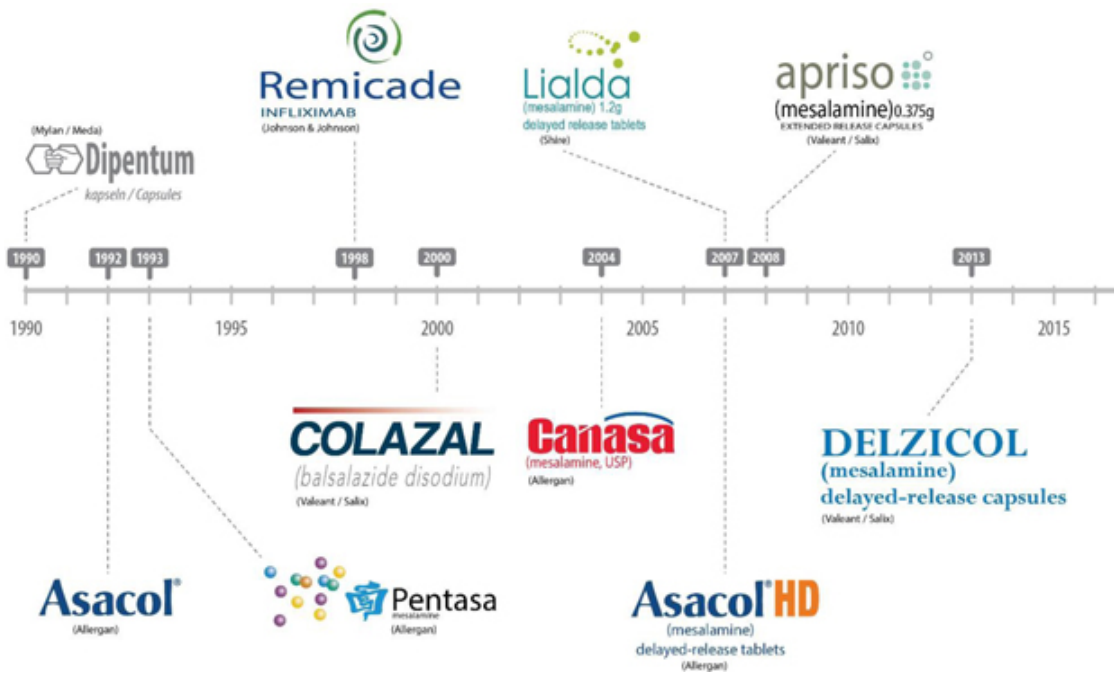 Remicade
INFLIXIMAB
(Johnson & Johnson)
Lialda
(mesalamine) 1.2g
delayed release tablets
(Shire)
apriso
(mesalamine)0.375g
EXTENDED RELEASE CAPSULES
(Valeant / Salix)
(Mylan / Meda)
Dipentum
kapseln / Capsules
1990 1992 1993 1998 2000 2004 2007 2008 2013
1990 1995 2000 2005 2010 2015
COLAZAL
(balsalazide disodium)
(Valeant / Salix)
Canasa
(mesalamine, USP)
(Allergan)
DELZICOL
(mesalamine)
delayed-release capsules
(Valeant / Salix)
Asacol®
(Allergan)
Pentasa
mesalamine
(Allergan)
Asacol® HD
(mesalamine)
delayed-release tablets
(Allergan)